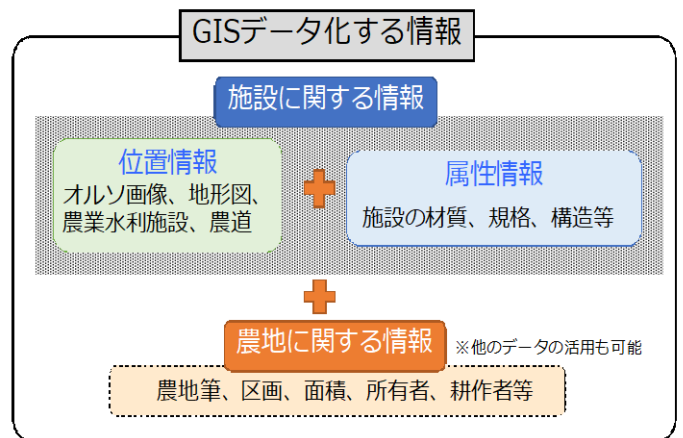 GISデータ化する情報
施設に関する情報
位置情報
オルソ画像、地形図、
農業水利施設、農道
属性情報
施設の材質、規格、構造等
農地に関する情報
※他のデータの活用も可能
農地筆、区画、面積、所有者、耕作者等